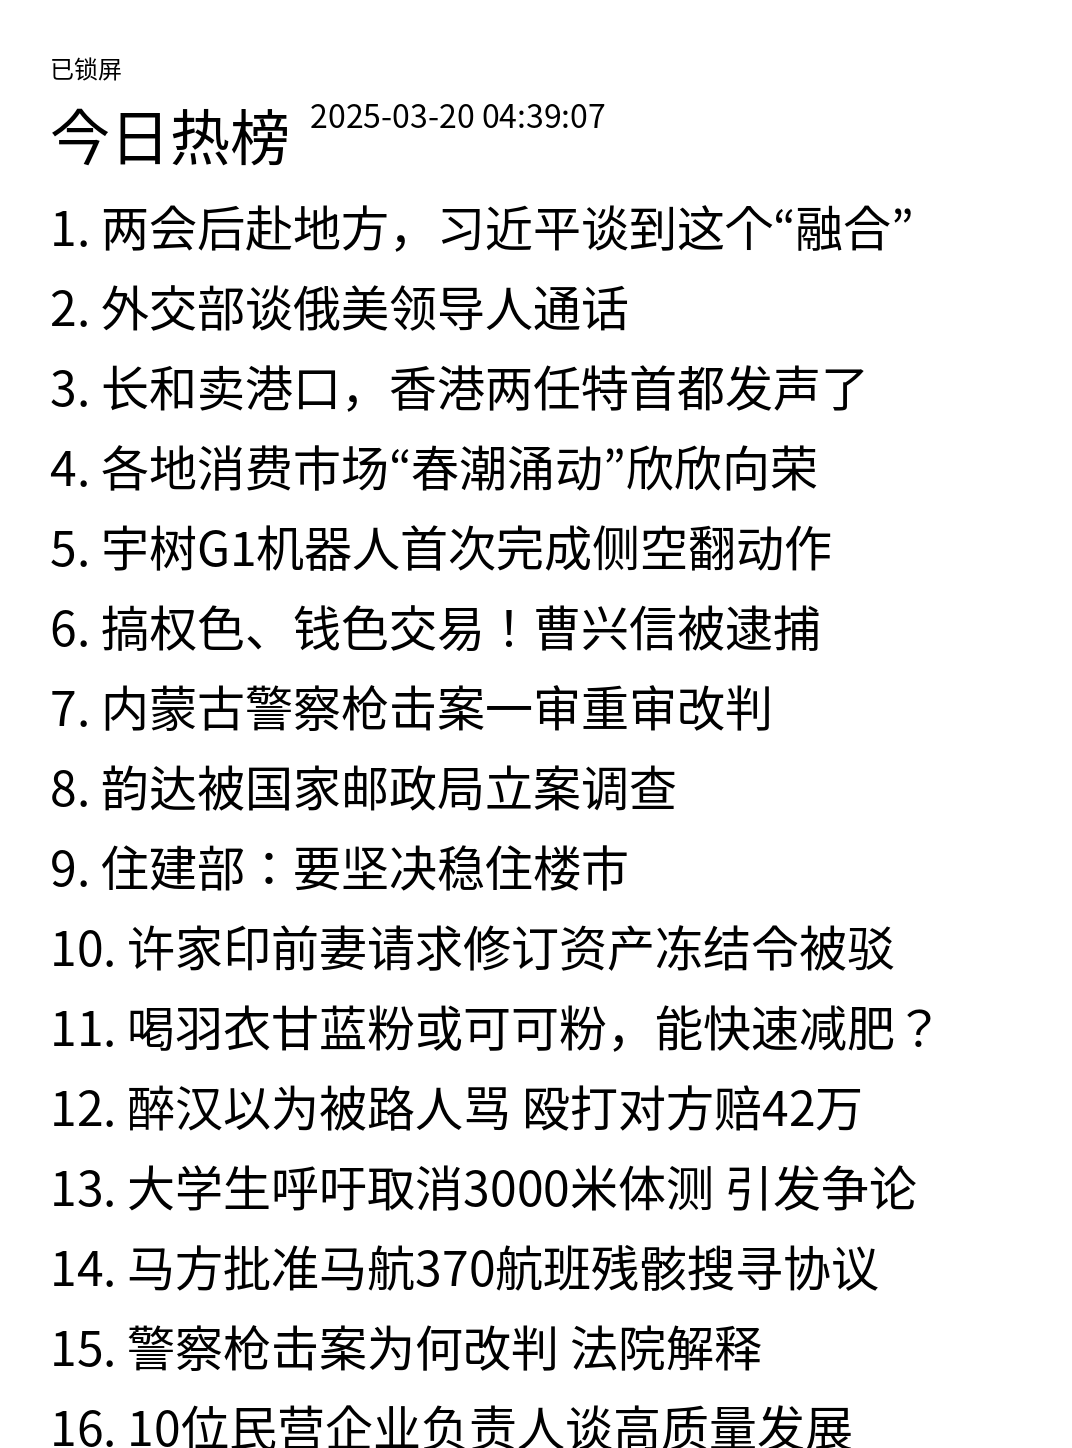 已锁屏
今日热榜 2025-03-20 04:39:07
1. 两会后赴地方，习近平谈到这个“融合”
2. 外交部谈俄美领导人通话
3. 长和卖港口，香港两任特首都发声了
4. 各地消费市场“春潮涌动”欣欣向荣
5. 宇树G1机器人首次完成侧空翻动作
6. 搞权色、钱色交易！曹兴信被逮捕
7. 内蒙古警察枪击案一审重审改判
8. 韵达被国家邮政局立案调查
9. 住建部：要坚决稳住楼市
10. 许家印前妻请求修订资产冻结令被驳
11. 喝羽衣甘蓝粉或可可粉，能快速减肥？
12. 醉汉以为被路人骂 殴打对方赔42万
13. 大学生呼吁取消3000米体测 引发争论
14. 马方批准马航370航班残骸搜寻协议
15. 警察枪击案为何改判 法院解释
16. 10位民营企业负责人谈高质量发展